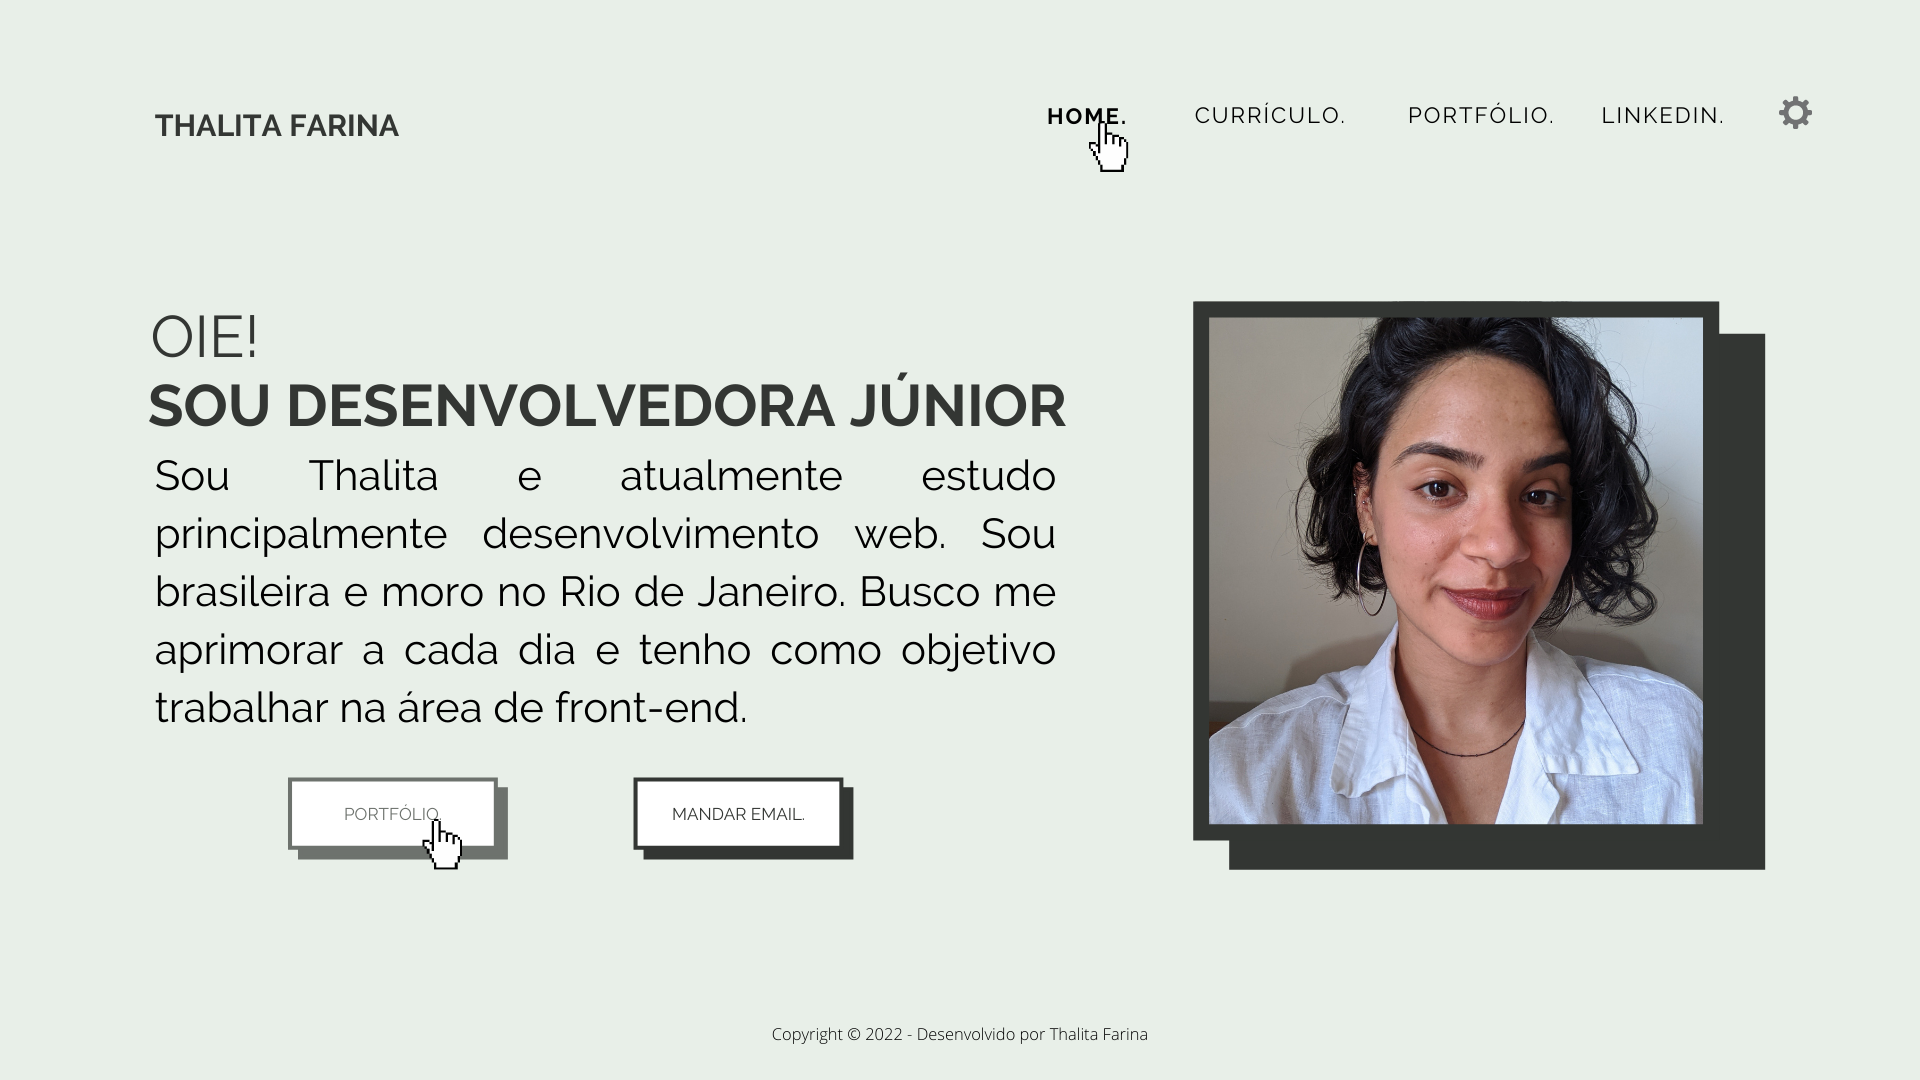 THALITA FARINA
HOME. CURRÍCULO. PORTFÓLIO. LINKEDIN.
OIE!
SOU DESENVOLVEDORA JÚNIOR
Sou Thalita e atualmente estudo
principalmente desenvolvimento web. Sou
brasileira e moro no Rio de Janeiro. Busco me
aprimorar a cada dia e tenho como objetivo
trabalhar na área de front-end.
PORTFÓLIO.
MANDAR EMAIL.
Copyright © 2022 - Desenvolvido por Thalita Farina